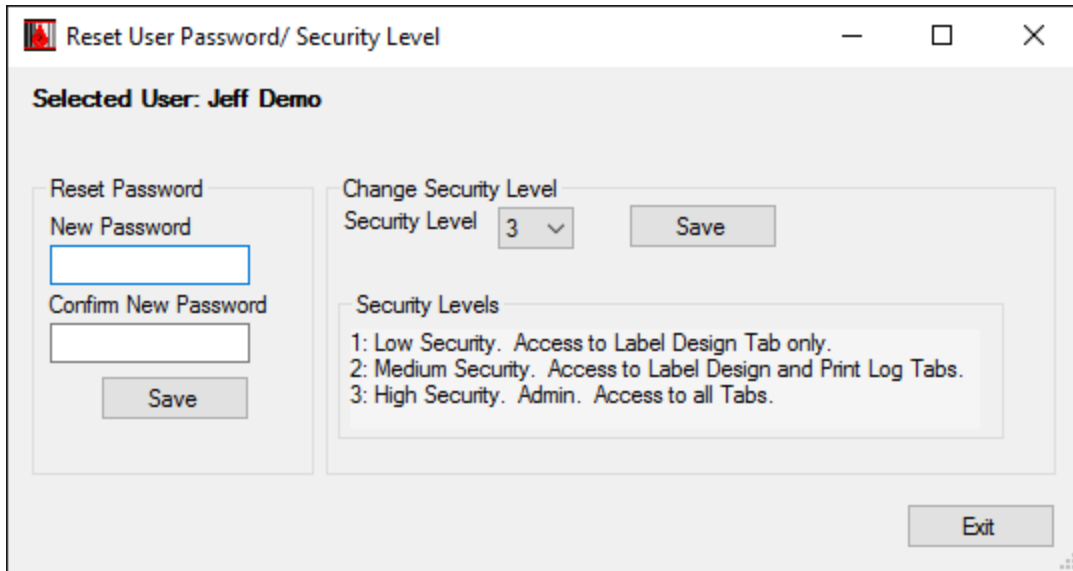 Reset User Password/ Security Level
Selected User: Jeff Demo
Reset Password
New Password
Confirm New Password
Save
Change Security Level
Security Level 3 Save
Security Levels
1: Low Security.  Access to Label Design Tab only.
2: Medium Security.  Access to Label Design and Print Log Tabs.
3: High Security.  Admin.  Access to all Tabs.
Exit